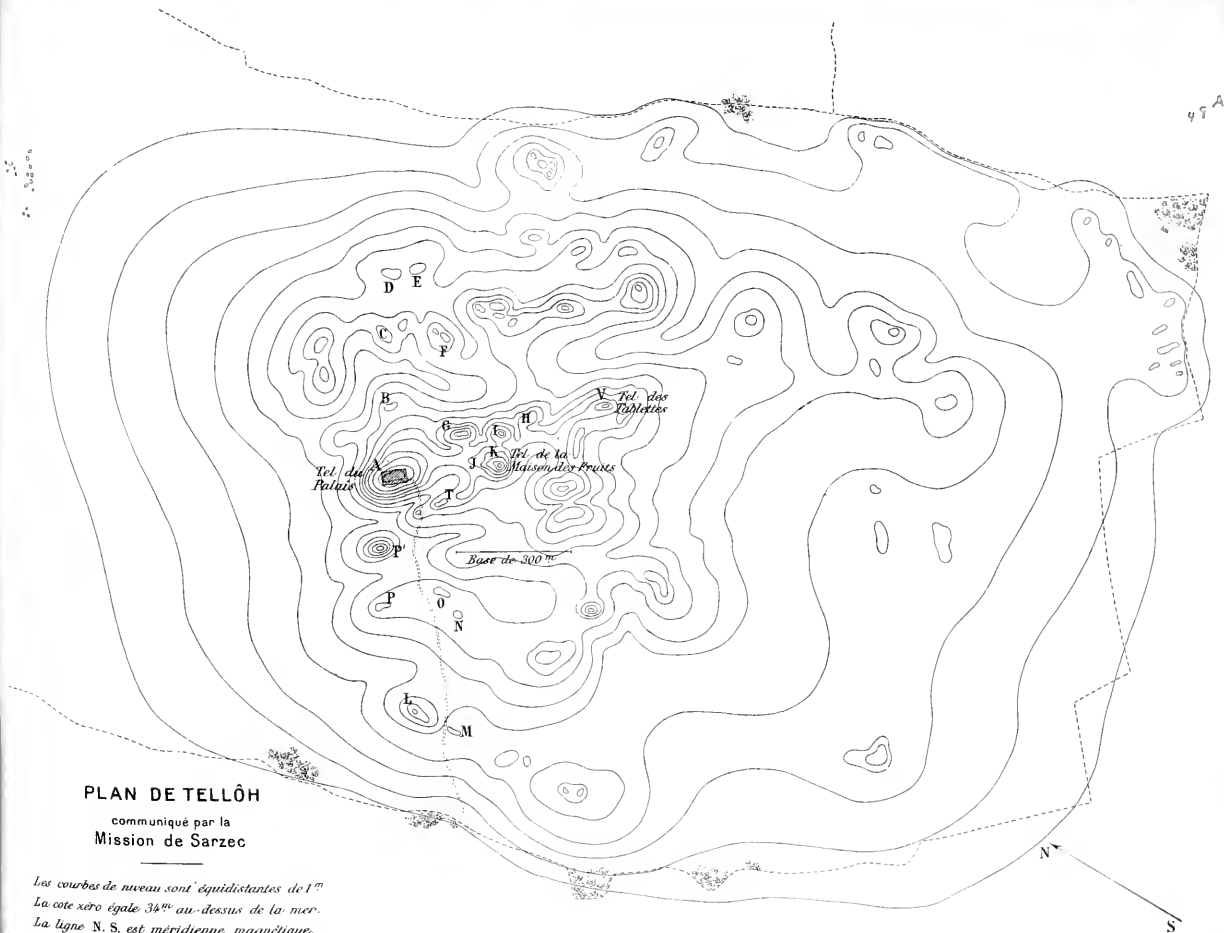 48 A
D E
C
F
B
V Tel des
Tablettes
G I H
K Tel de la
J Maison des Fruits
A
Tel du
Palais
T
P'
Base de 300m
P
O
N
L
M
PLAN DE TELLÔH
communiqué par la
Mission de Sarzec
Les courbes de niveau sont équidistantes de 1m
La cote zéro égale 34m au-dessus de la mer.
La ligne N. S. est méridienne magnétique.
N
S